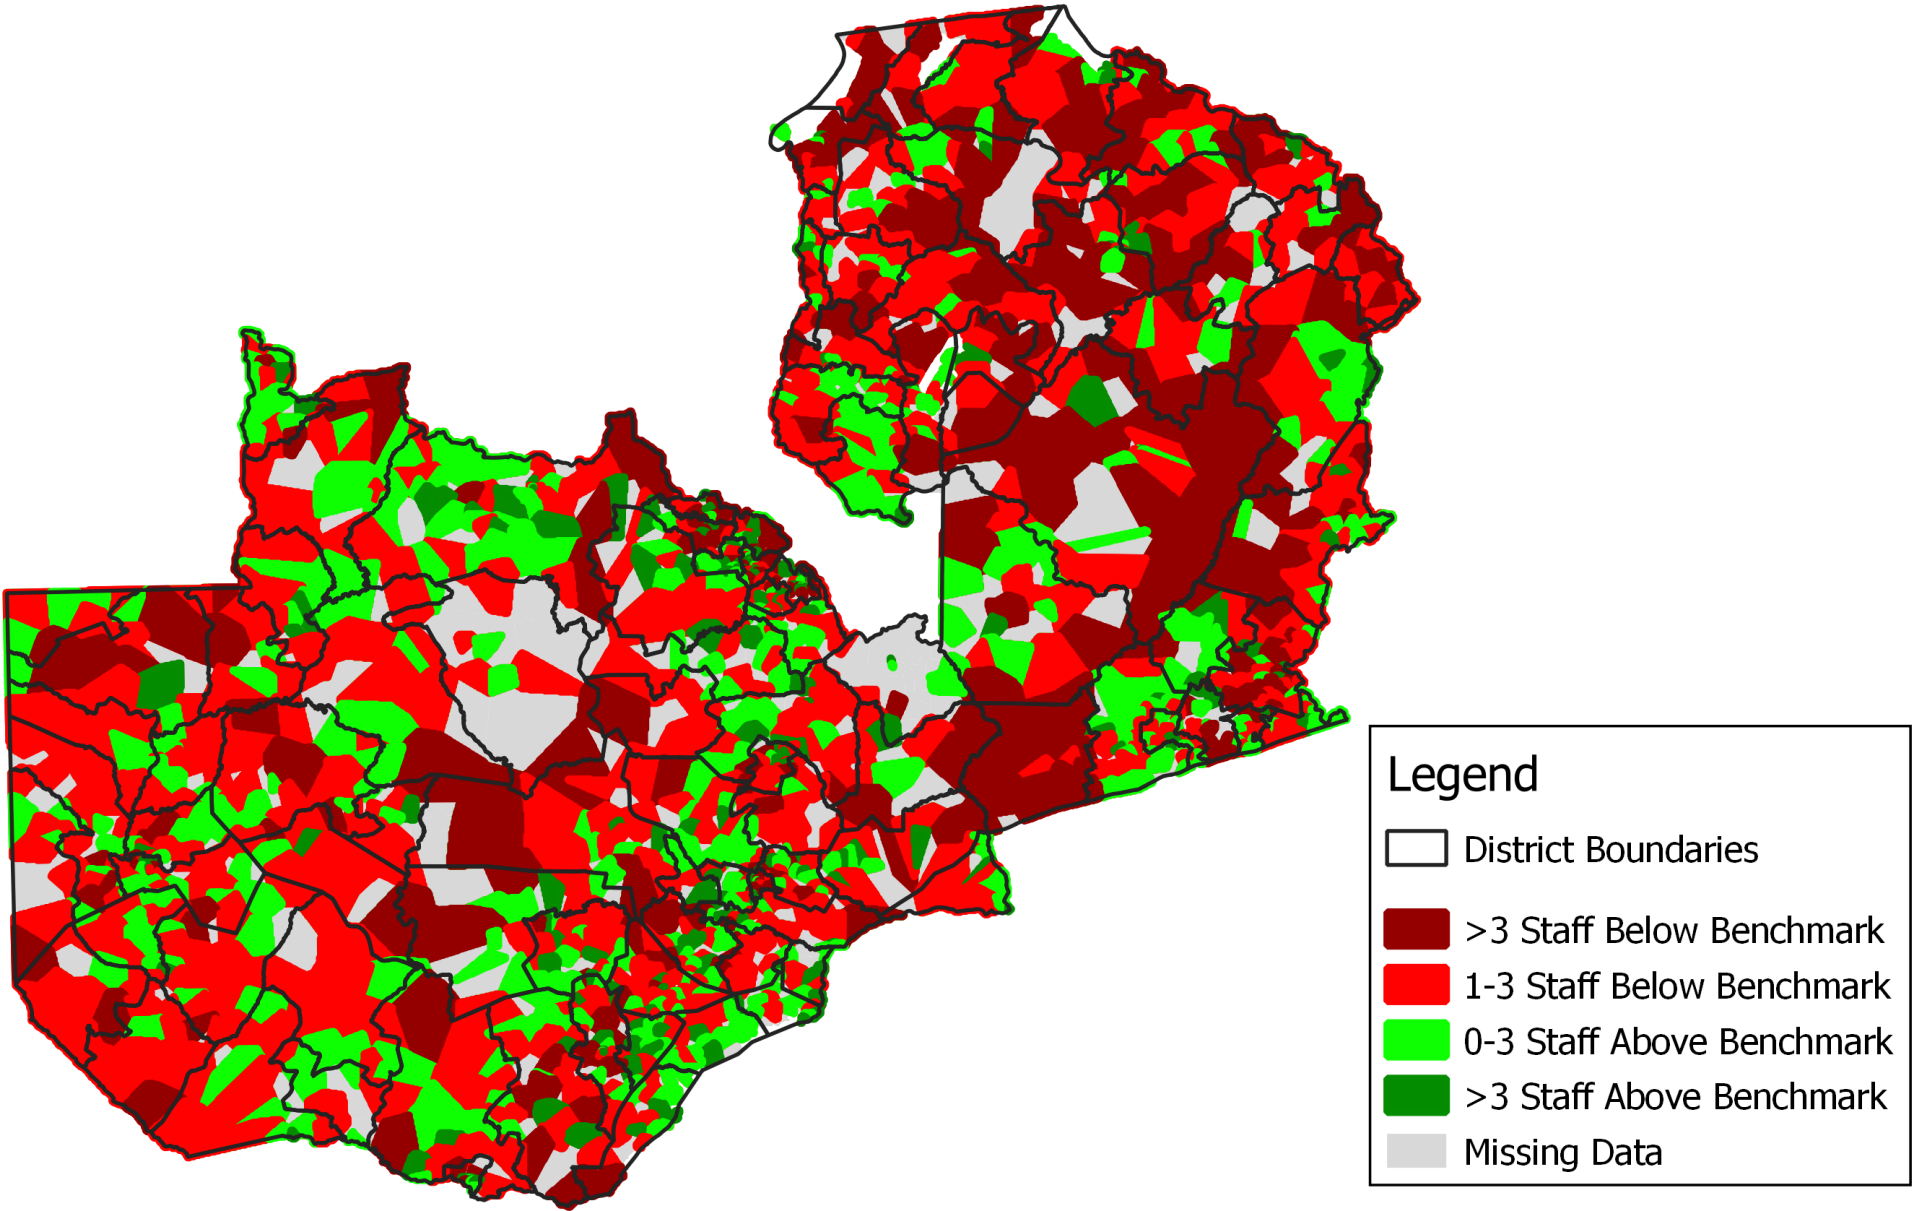 Legend
District Boundaries
>3 Staff Below Benchmark
1-3 Staff Below Benchmark
0-3 Staff Above Benchmark
>3 Staff Above Benchmark
Missing Data